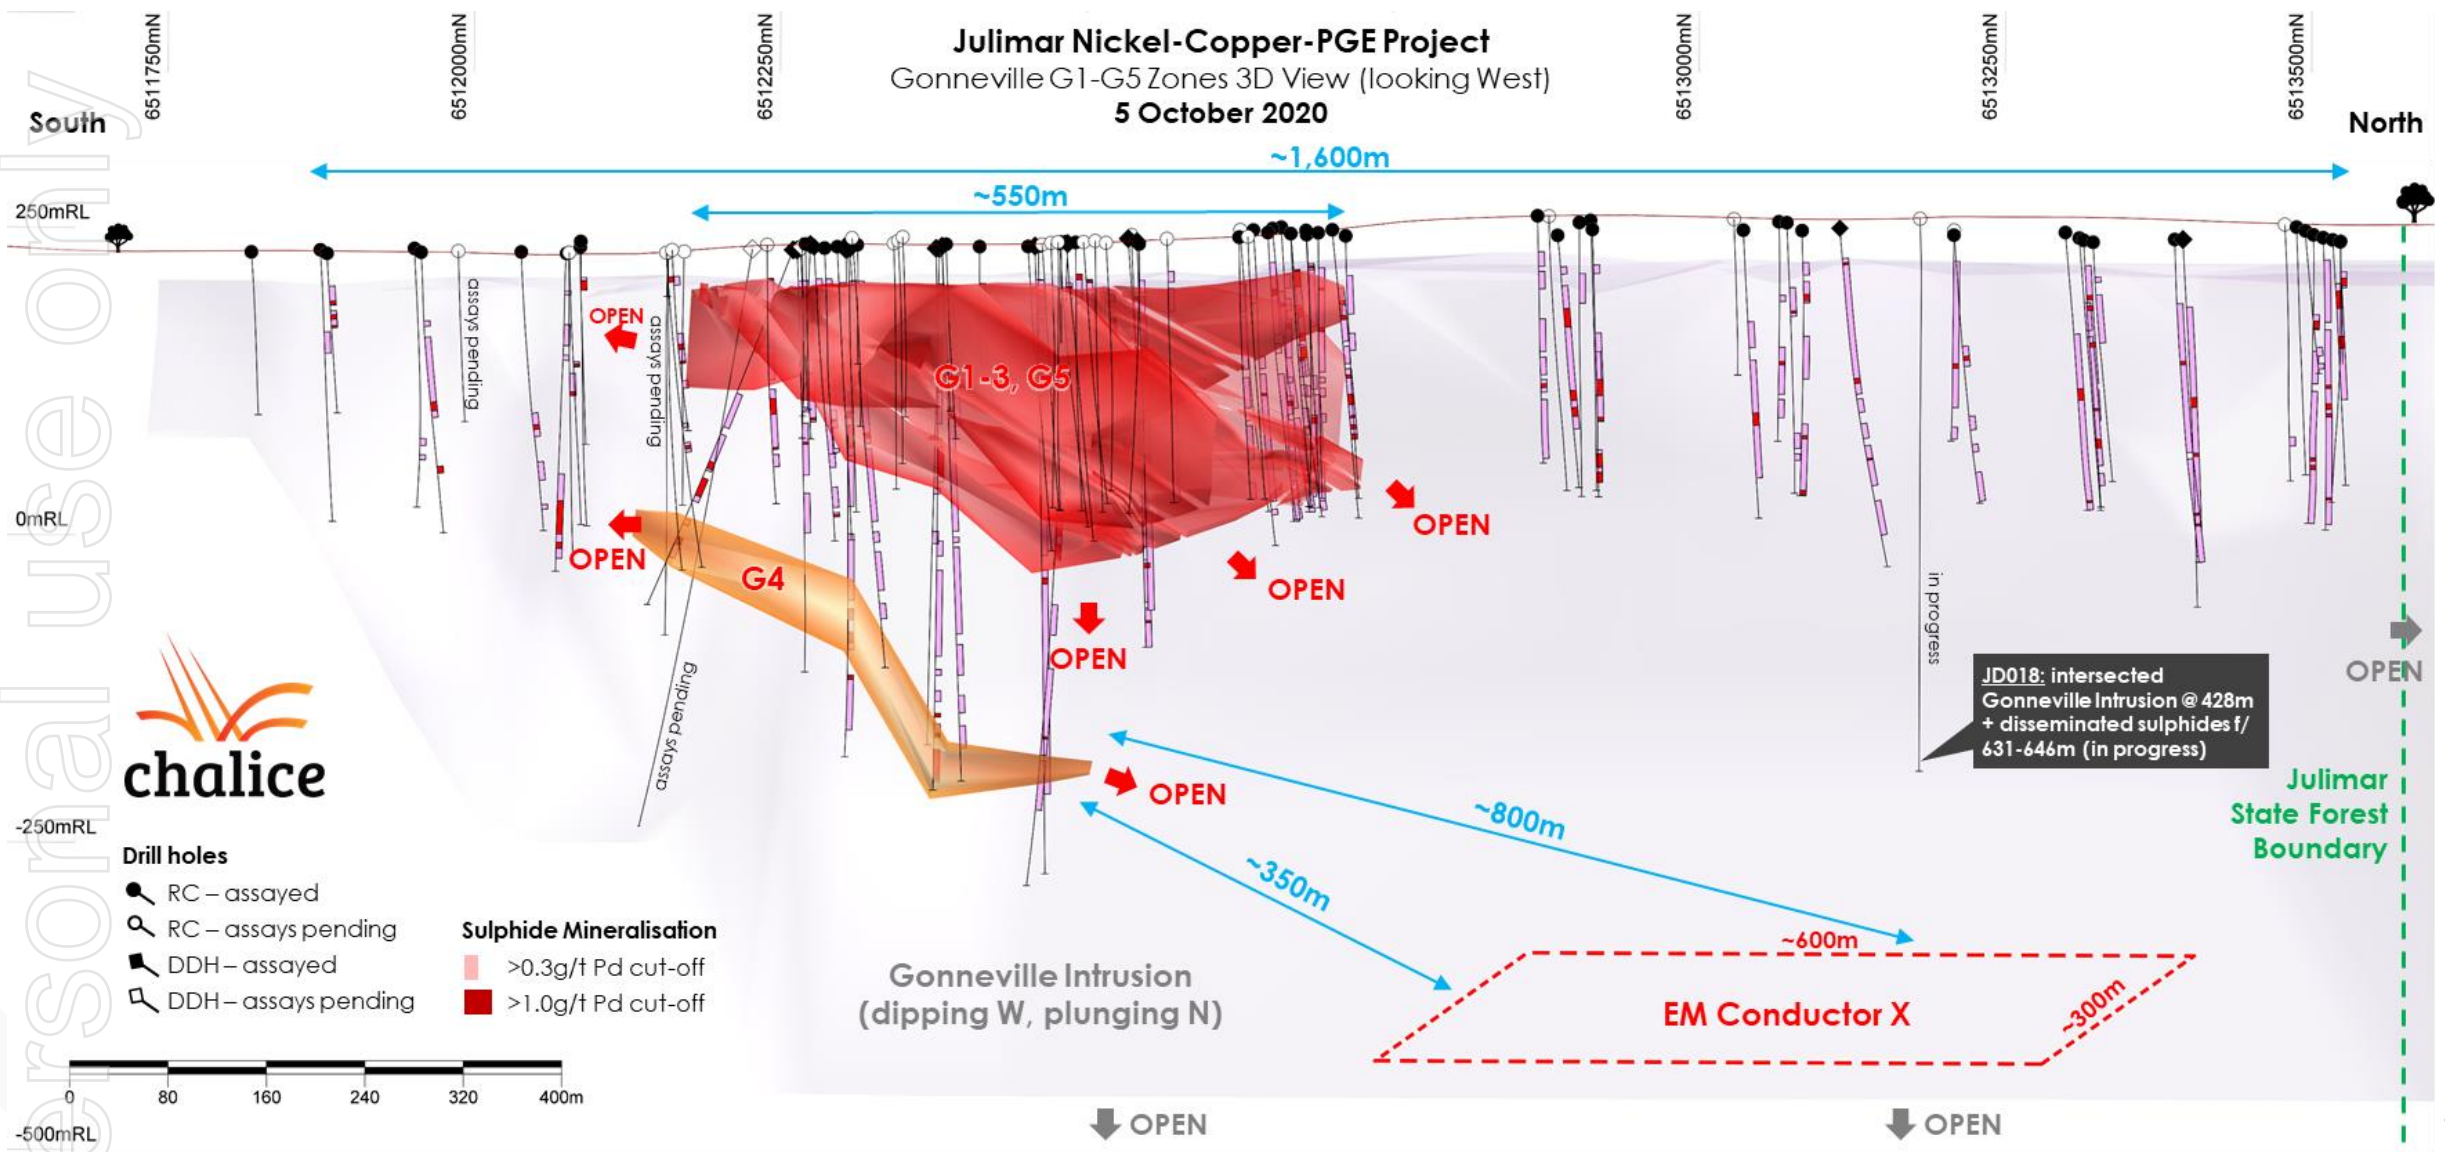 Julimar Nickel-Copper-PGE Project
Gonneville G1-G5 Zones 3D View (looking West)
5 October 2020
6511750mN
6512000mN
6512250mN
6513000mN
6513250mN
6513500mN
South
North
~1,600m
~550m
250mRL
assays pending
OPEN
assays pending
G1-3, G5
0mRL
OPEN
OPEN
G4
OPEN
OPEN
in progress
OPEN
JD018: intersected
Gonneville Intrusion @ 428m
+ disseminated sulphides f/
631-646m (in progress)
assays pending
chalice
OPEN
~800m
~350m
Julimar
State Forest
Boundary
-250mRL
Drill holes
RC – assayed
RC – assays pending
DDH – assayed
DDH – assays pending
Sulphide Mineralisation
>0.3g/t Pd cut-off
>1.0g/t Pd cut-off
Gonneville Intrusion
(dipping W, plunging N)
~600m
EM Conductor X
~300m
0 80 160 240 320 400m
-500mRL
OPEN
OPEN
ersonal use only